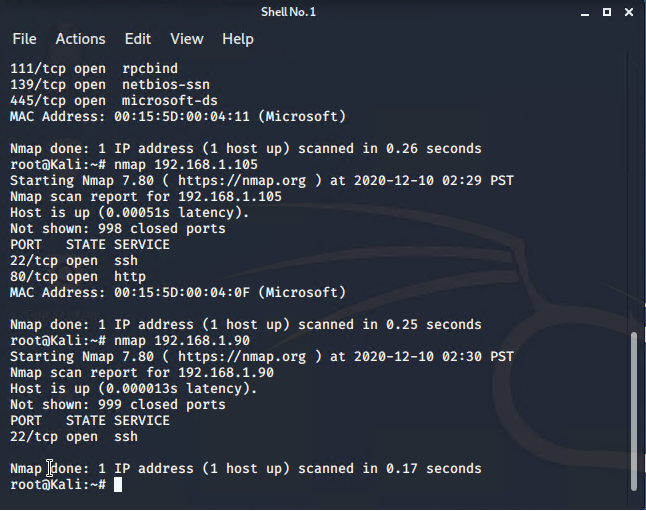 Shell No. 1
File Actions Edit View Help
111/tcp open  rpcbind
139/tcp open  netbios-ssn
445/tcp open  microsoft-ds
MAC Address: 00:15:5D:00:04:11 (Microsoft)
Nmap done: 1 IP address (1 host up) scanned in 0.26 seconds
root@Kali:~# nmap 192.168.1.105
Starting Nmap 7.80 ( https://nmap.org ) at 2020-12-10 02:29 PST
Nmap scan report for 192.168.1.105
Host is up (0.00051s latency).
Not shown: 998 closed ports
PORT   STATE SERVICE
22/tcp open  ssh
80/tcp open  http
MAC Address: 00:15:5D:00:04:0F (Microsoft)
Nmap done: 1 IP address (1 host up) scanned in 0.25 seconds
root@Kali:~# nmap 192.168.1.90
Starting Nmap 7.80 ( https://nmap.org ) at 2020-12-10 02:30 PST
Nmap scan report for 192.168.1.90
Host is up (0.000013s latency).
Not shown: 999 closed ports
PORT   STATE SERVICE
22/tcp open  ssh
Nmap done: 1 IP address (1 host up) scanned in 0.17 seconds
root@Kali:~#